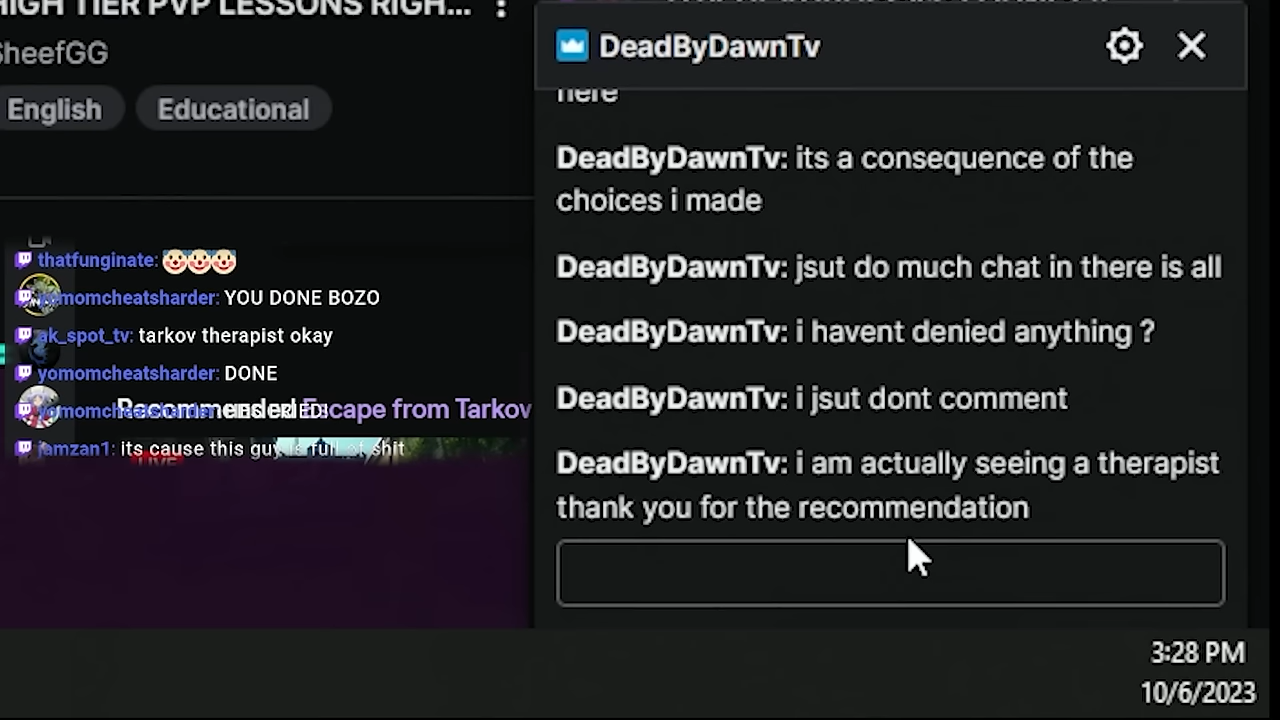 HIGH TIER PVP LESSONS RIGH...
SheefGG
English
Educational
thatfunginate:
yomomcheatsharder: YOU DONE BOZO
ak_spot_tv: tarkov therapist okay
yomomcheatsharder: DONE
yomomcheatsharder:
Recommended Escape from Tarkov
jamzan1: its cause this guy is full of shit
LIVE
DeadByDawnTv
here
DeadByDawnTv: its a consequence of the
choices i made
DeadByDawnTv: jsut do much chat in there is all
DeadByDawnTv: i havent denied anything ?
DeadByDawnTv: i jsut dont comment
DeadByDawnTv: i am actually seeing a therapist
thank you for the recommendation
3:28 PM
10/6/2023